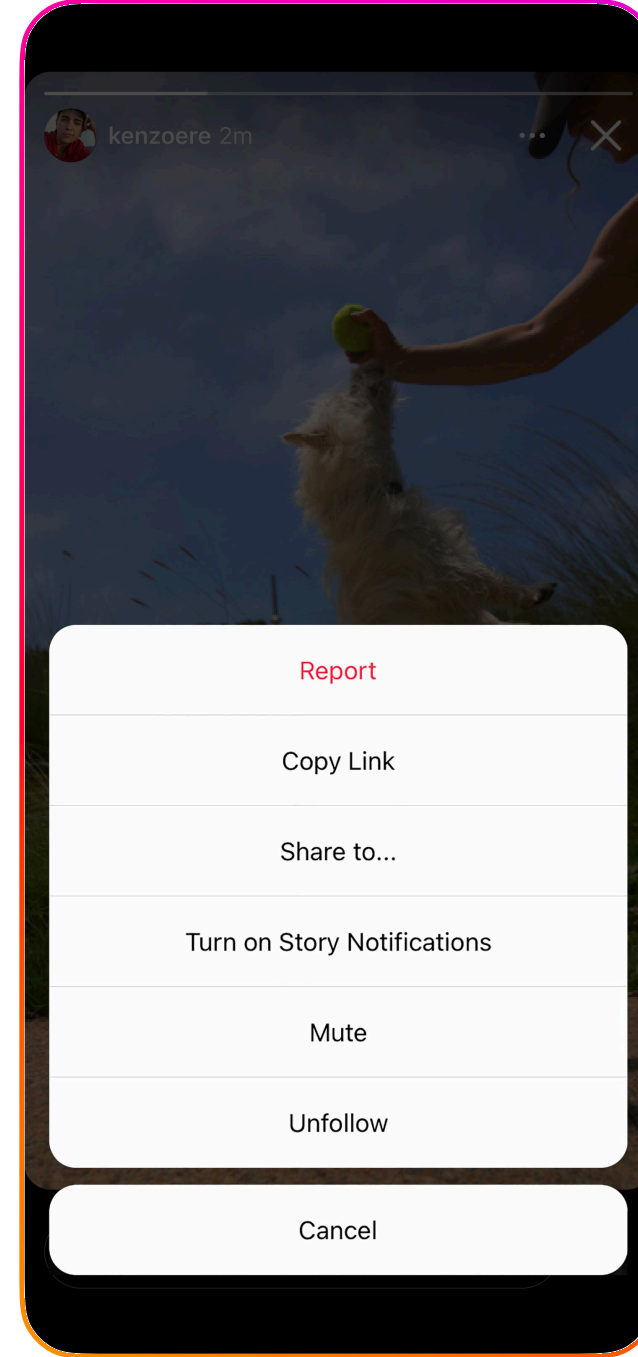 kenzoere 2m
Report
Copy Link
Share to...
Turn on Story Notifications
Mute
Unfollow
Cancel